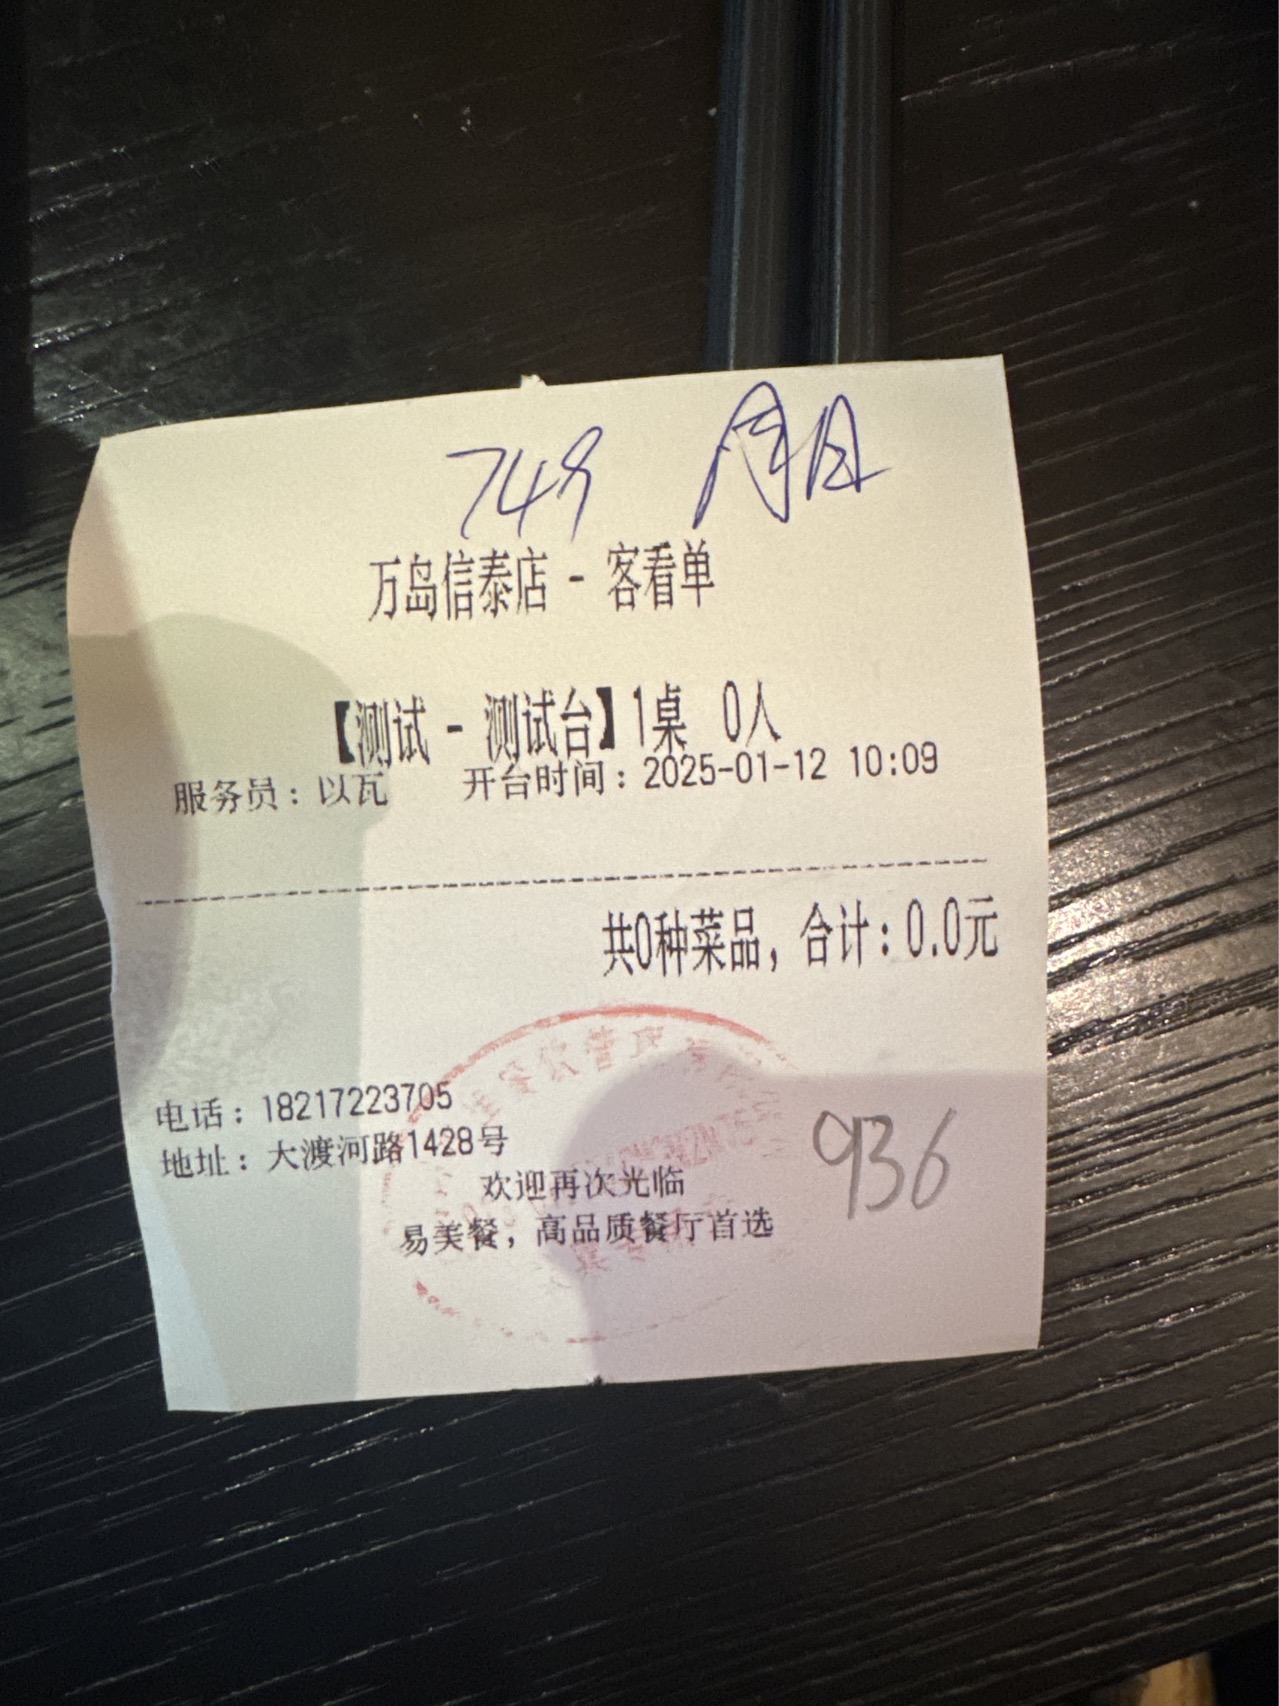 749
万岛信泰店 - 客看单
【测试 - 测试台】1桌 0人
服务员：以瓦 开台时间：2025-01-12 10:09
共0种菜品，合计：0.0元
电话：18217223705
地址：大渡河路1428号
936
欢迎再次光临
易美餐，高品质餐厅首选